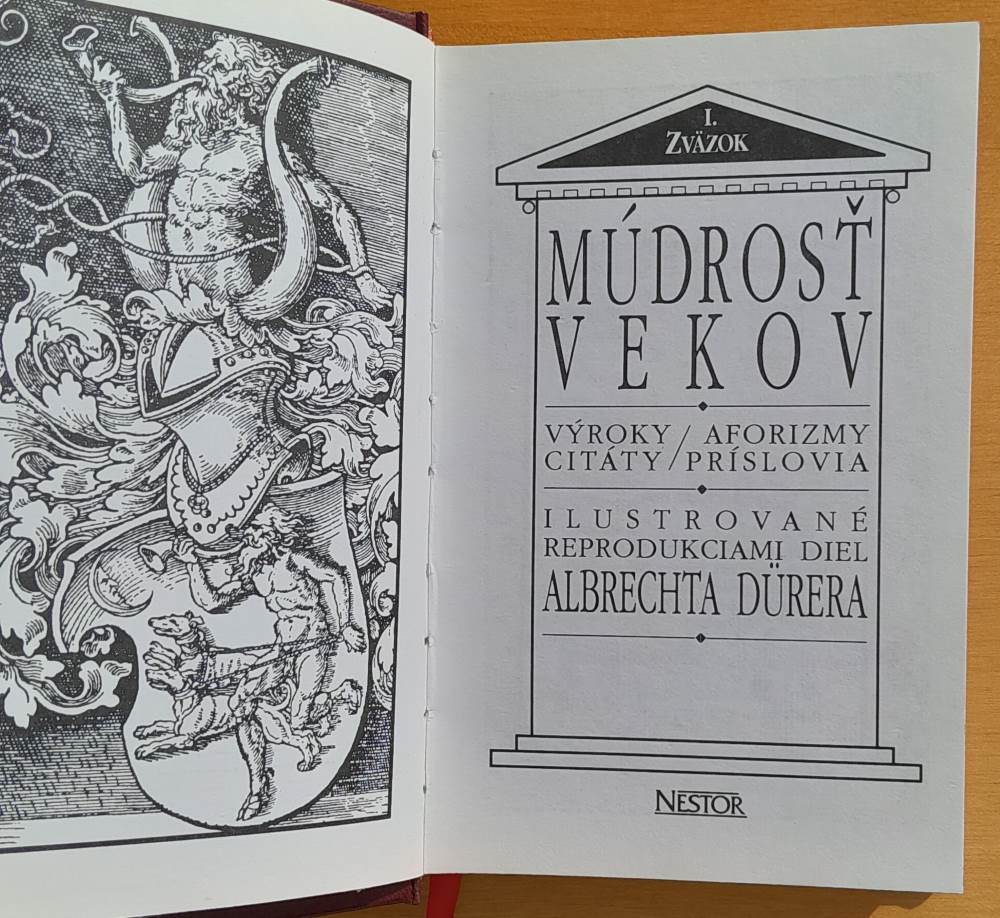 I.
ZVÄZOK
MÚDROSŤ
VEKOV
VÝROKY / AFORIZMY
CITÁTY / PRÍSLOVIA
ILUSTROVANÉ
REPRODUKCIAMI DIEL
ALBRECHTA DÜRERA
NESTOR